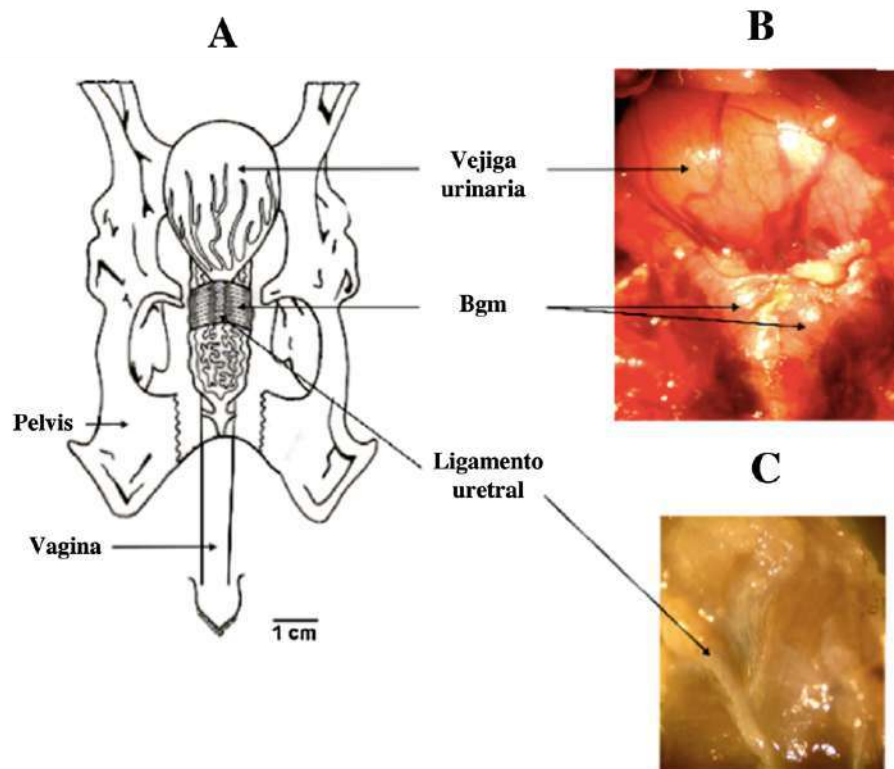 A
B
Vejiga
urinaria
Bgm
Pelvis
Ligamento
uretral
C
Vagina
1 cm